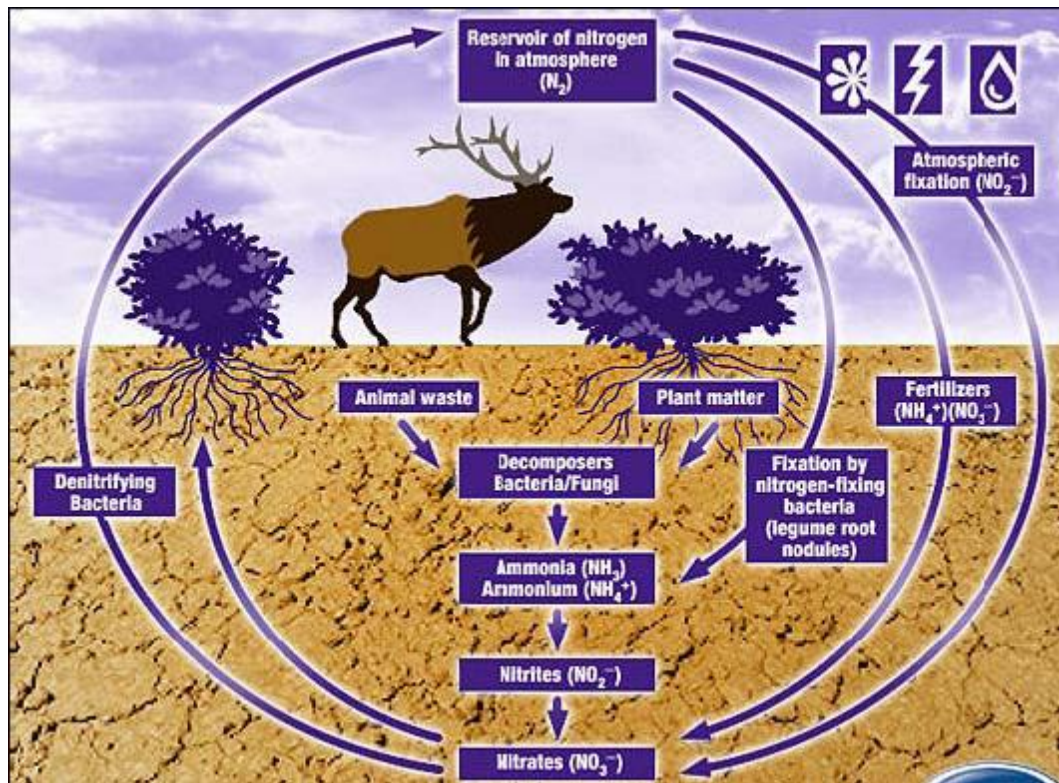 Reservoir of nitrogen
in atmosphere
(N₂)
Atmospheric
fixation (NO₂⁻)
Animal waste
Plant matter
Fertilizers
(NH₄⁺)(NO₃⁻)
Decomposers
Bacteria/Fungi
Denitrifying
Bacteria
Fixation by
nitrogen-fixing
bacteria
(legume root
nodules)
Ammonia (NH₃)
Ammonium (NH₄⁺)
Nitrites (NO₂⁻)
Nitrates (NO₃⁻)